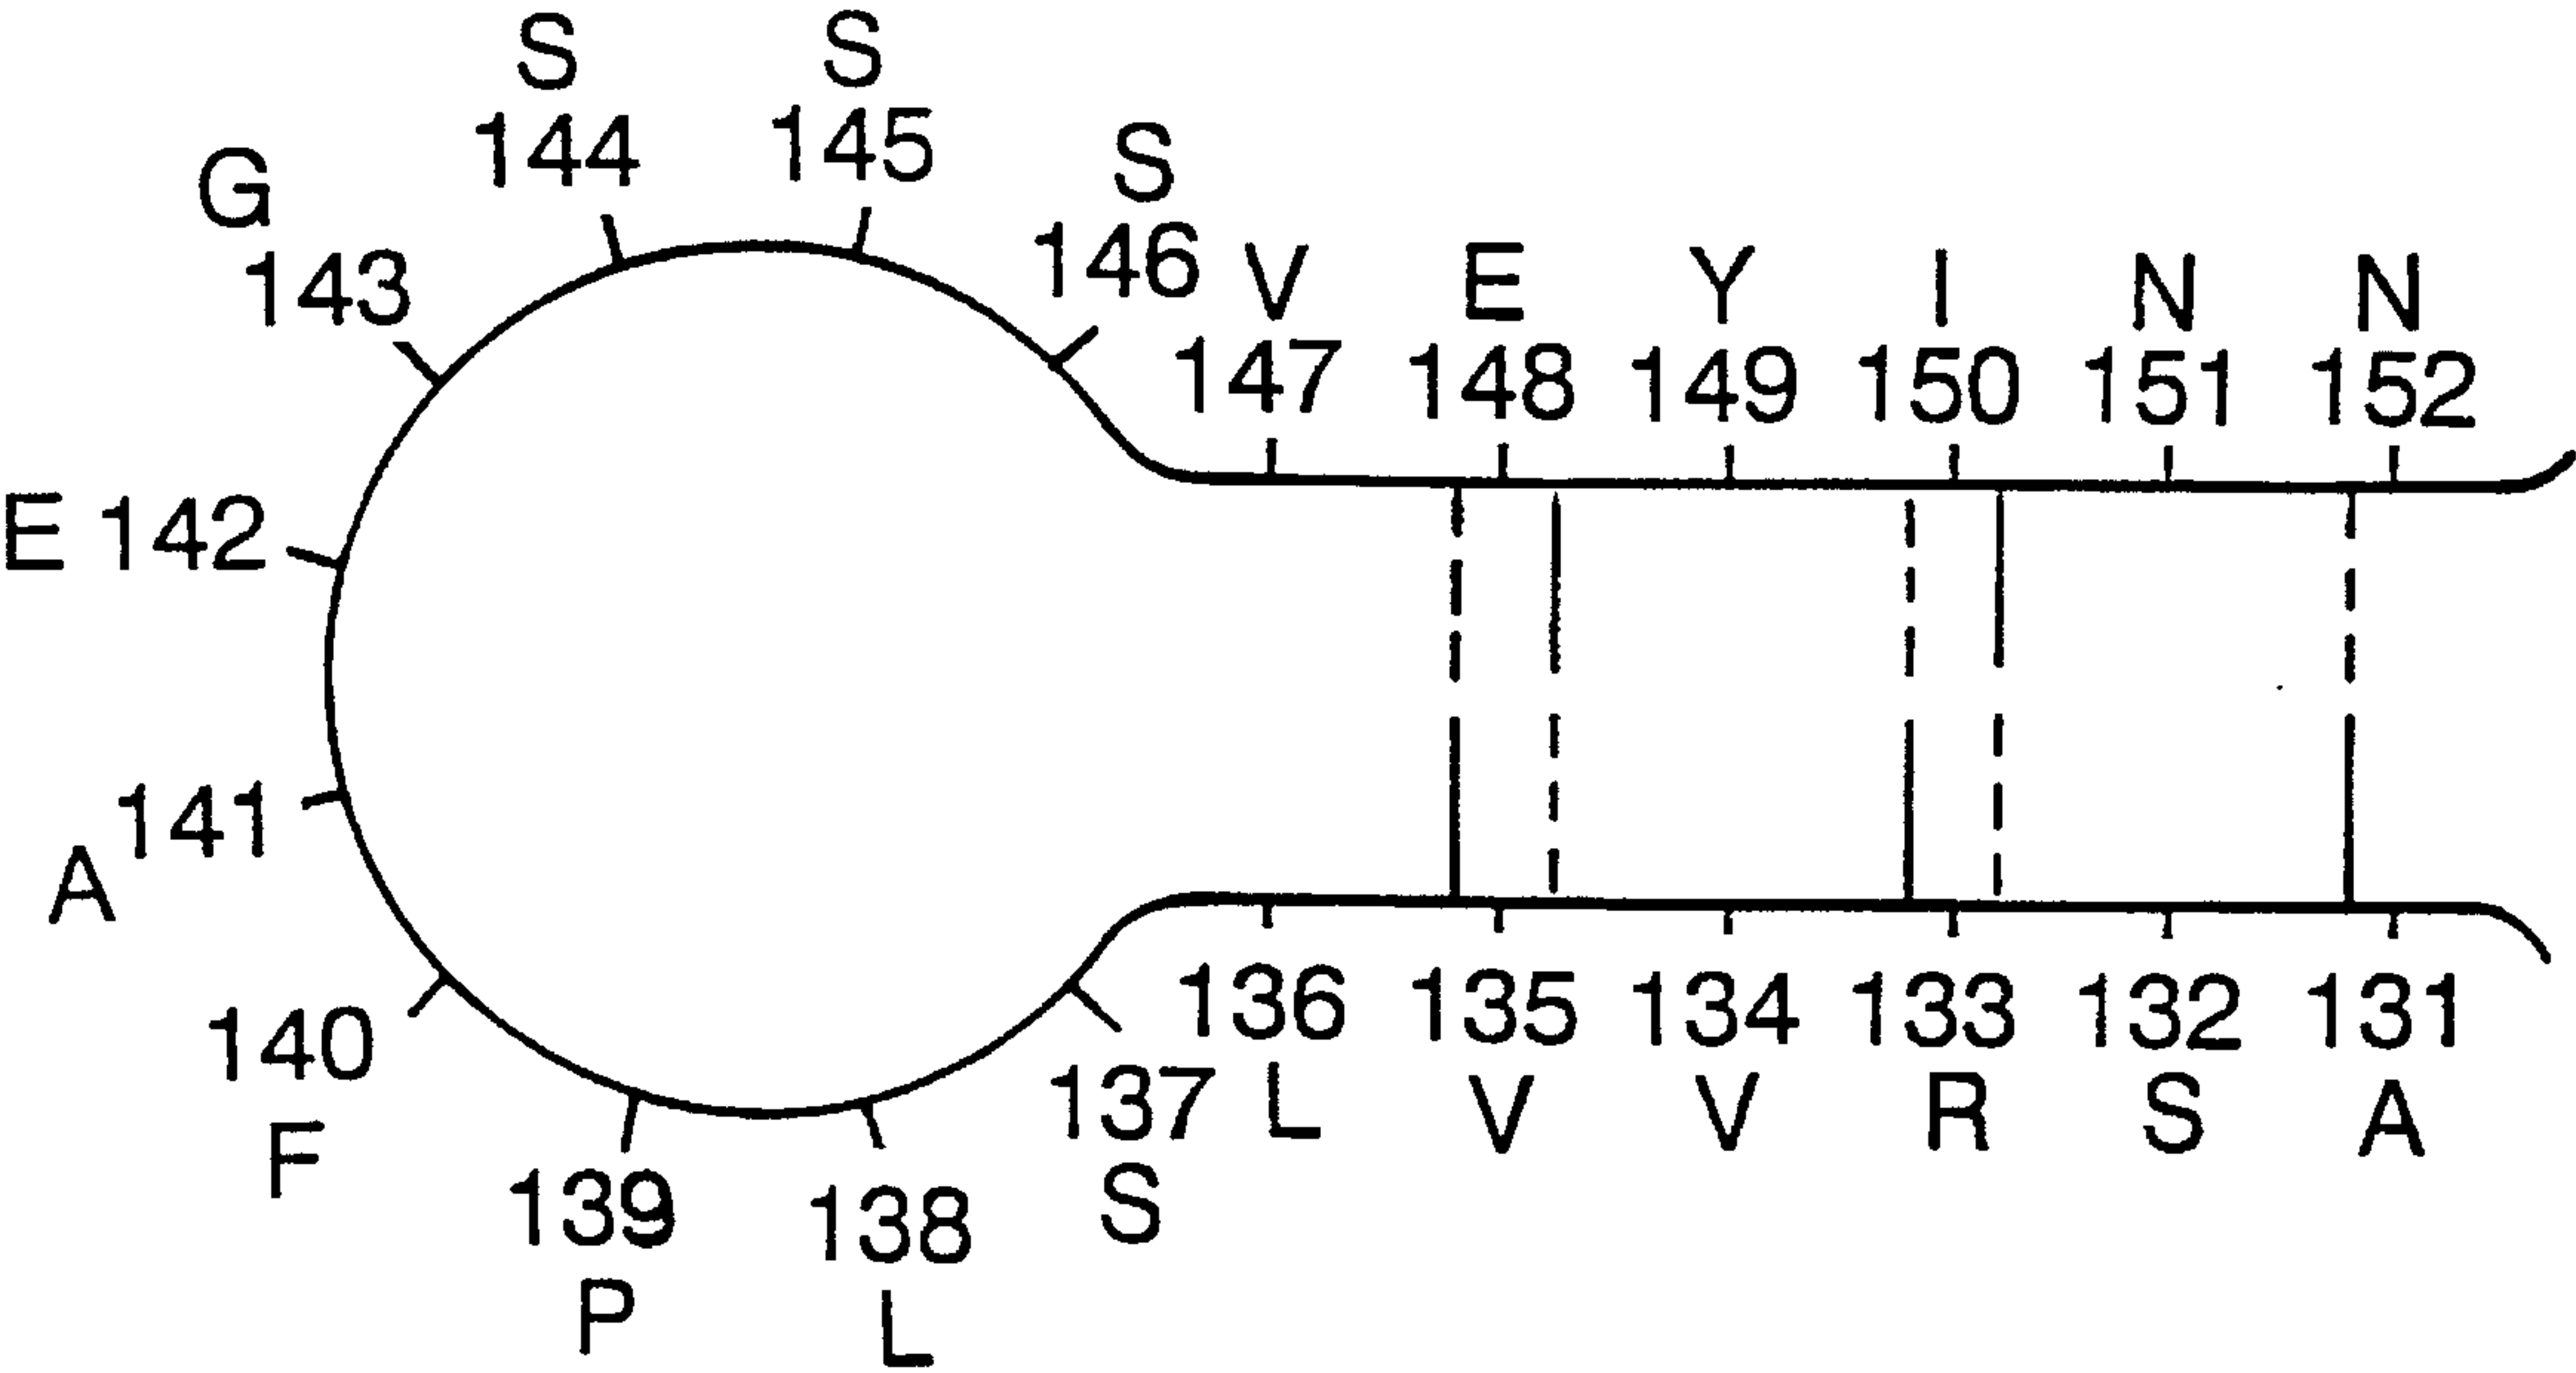 S S
144 145
G S
143 146
V E Y I N N
147 148 149 150 151 152
E 142
141
A
140
F
139
P
138
L
137
S
136 135 134 133 132 131
L V V R S A